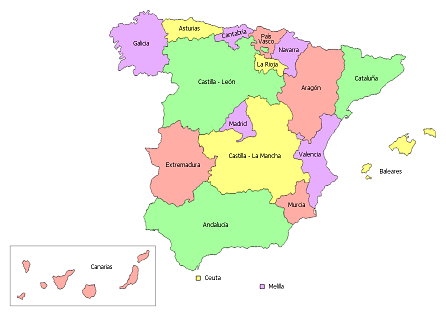 Asturias
Cantabria
Pais
Vasco
Galicia
Navarra
La Rioja
Castilla - León
Cataluña
Aragón
Madrid
Castilla - La Mancha
Valencia
Extremadura
Baleares
Murcia
Andalucía
Canarias
Ceuta
Melilla